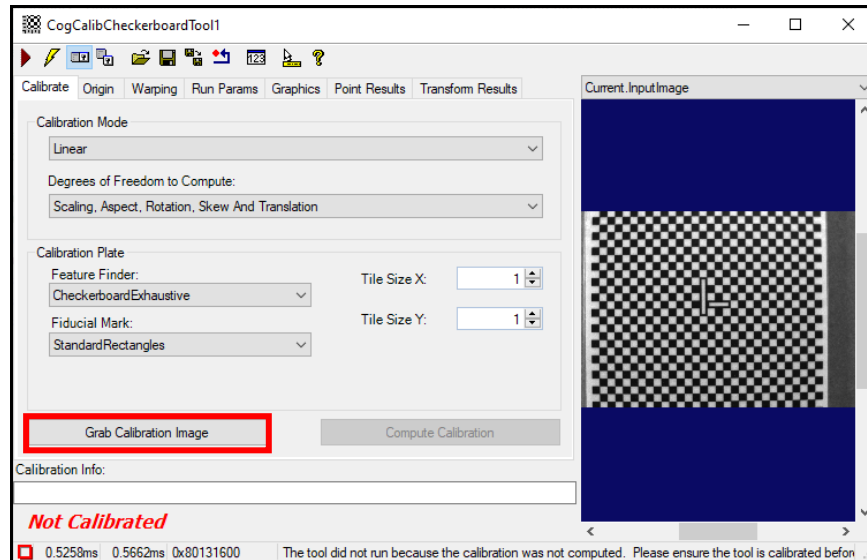 CogCalibCheckerboardTool1
123
Calibrate Origin Warping Run Params Graphics Point Results Transform Results
Current.InputImage
Calibration Mode
Linear
Degrees of Freedom to Compute:
Scaling, Aspect, Rotation, Skew And Translation
Calibration Plate
Feature Finder:
CheckerboardExhaustive
Tile Size X: 1
Fiducial Mark:
StandardRectangles
Tile Size Y: 1
Grab Calibration Image Compute Calibration
Calibration Info:
Not Calibrated
0.5258ms 0.5662ms 0x80131600 The tool did not run because the calibration was not computed. Please ensure the tool is calibrated befor